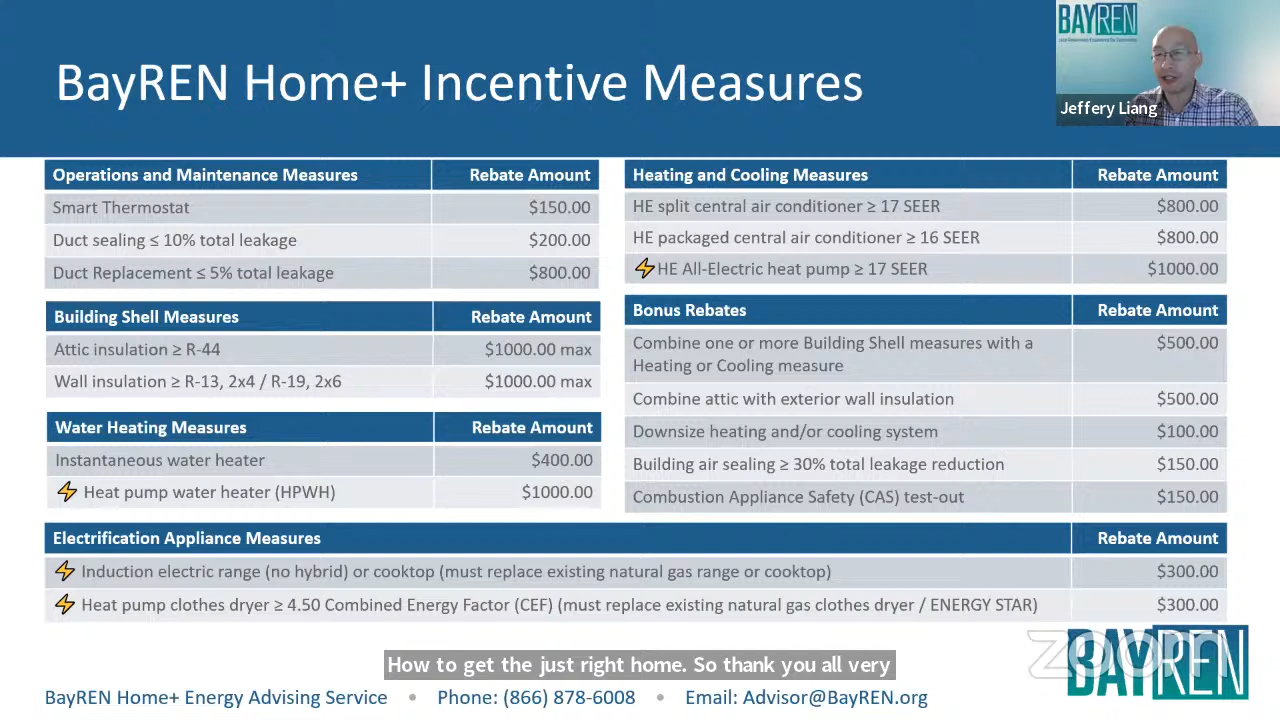 BayREN Home+ Incentive Measures
BAYREN
Jeffery Liang
Operations and Maintenance Measures Rebate Amount
Smart Thermostat $150.00
Duct sealing ≤ 10% total leakage $200.00
Duct Replacement ≤ 5% total leakage $800.00
Building Shell Measures Rebate Amount
Attic insulation ≥ R-44 $1000.00 max
Wall insulation ≥ R-13, 2x4 / R-19, 2x6 $1000.00 max
Water Heating Measures Rebate Amount
Instantaneous water heater $400.00
Heat pump water heater (HPWH) $1000.00
Heating and Cooling Measures Rebate Amount
HE split central air conditioner ≥ 17 SEER $800.00
HE packaged central air conditioner ≥ 16 SEER $800.00
HE All-Electric heat pump ≥ 17 SEER $1000.00
Bonus Rebates Rebate Amount
Combine one or more Building Shell measures with a $500.00
Heating or Cooling measure
Combine attic with exterior wall insulation $500.00
Downsize heating and/or cooling system $100.00
Building air sealing ≥ 30% total leakage reduction $150.00
Combustion Appliance Safety (CAS) test-out $150.00
Electrification Appliance Measures Rebate Amount
Induction electric range (no hybrid) or cooktop (must replace existing natural gas range or cooktop) $300.00
Heat pump clothes dryer ≥ 4.50 Combined Energy Factor (CEF) (must replace existing natural gas clothes dryer / ENERGY STAR) $300.00
How to get the just right home. So thank you all very
zoom
BAYREN
BayREN Home+ Energy Advising Service • Phone: (866) 878-6008 • Email: Advisor@BayREN.org